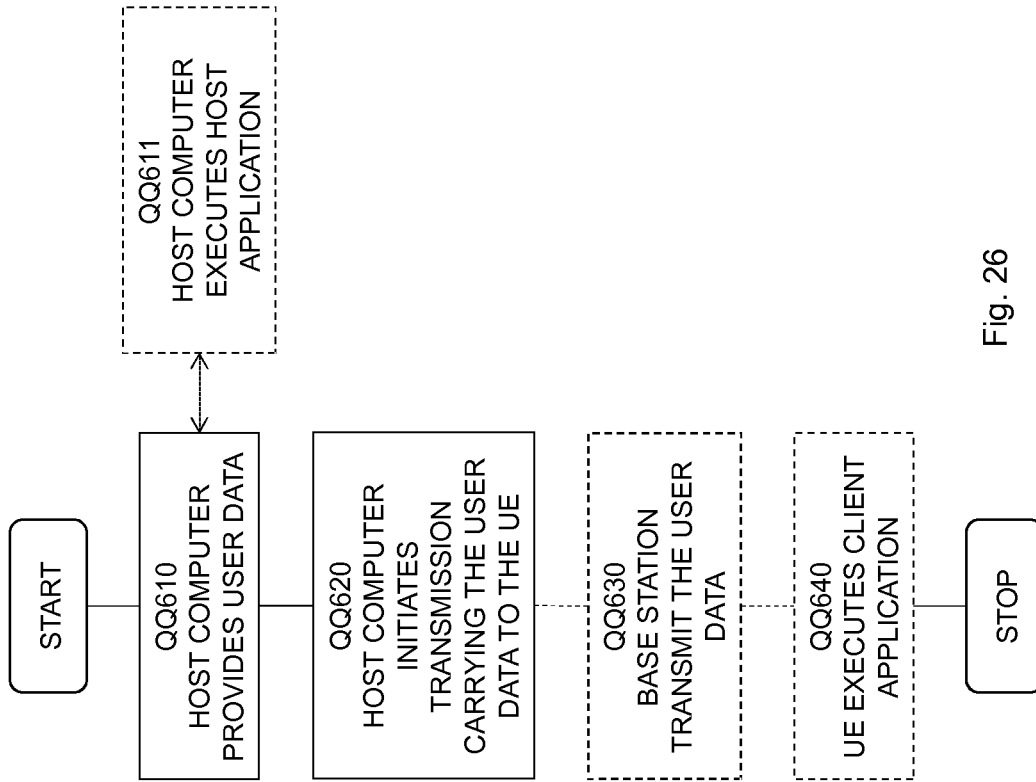 START
QQ610
HOST COMPUTER
PROVIDES USER DATA
QQ611
HOST COMPUTER
EXECUTES HOST
APPLICATION
QQ620
HOST COMPUTER
INITIATES
TRANSMISSION
CARRYING THE USER
DATA TO THE UE
QQ630
BASE STATION
TRANSMIT THE USER
DATA
QQ640
UE EXECUTES CLIENT
APPLICATION
STOP
Fig. 26